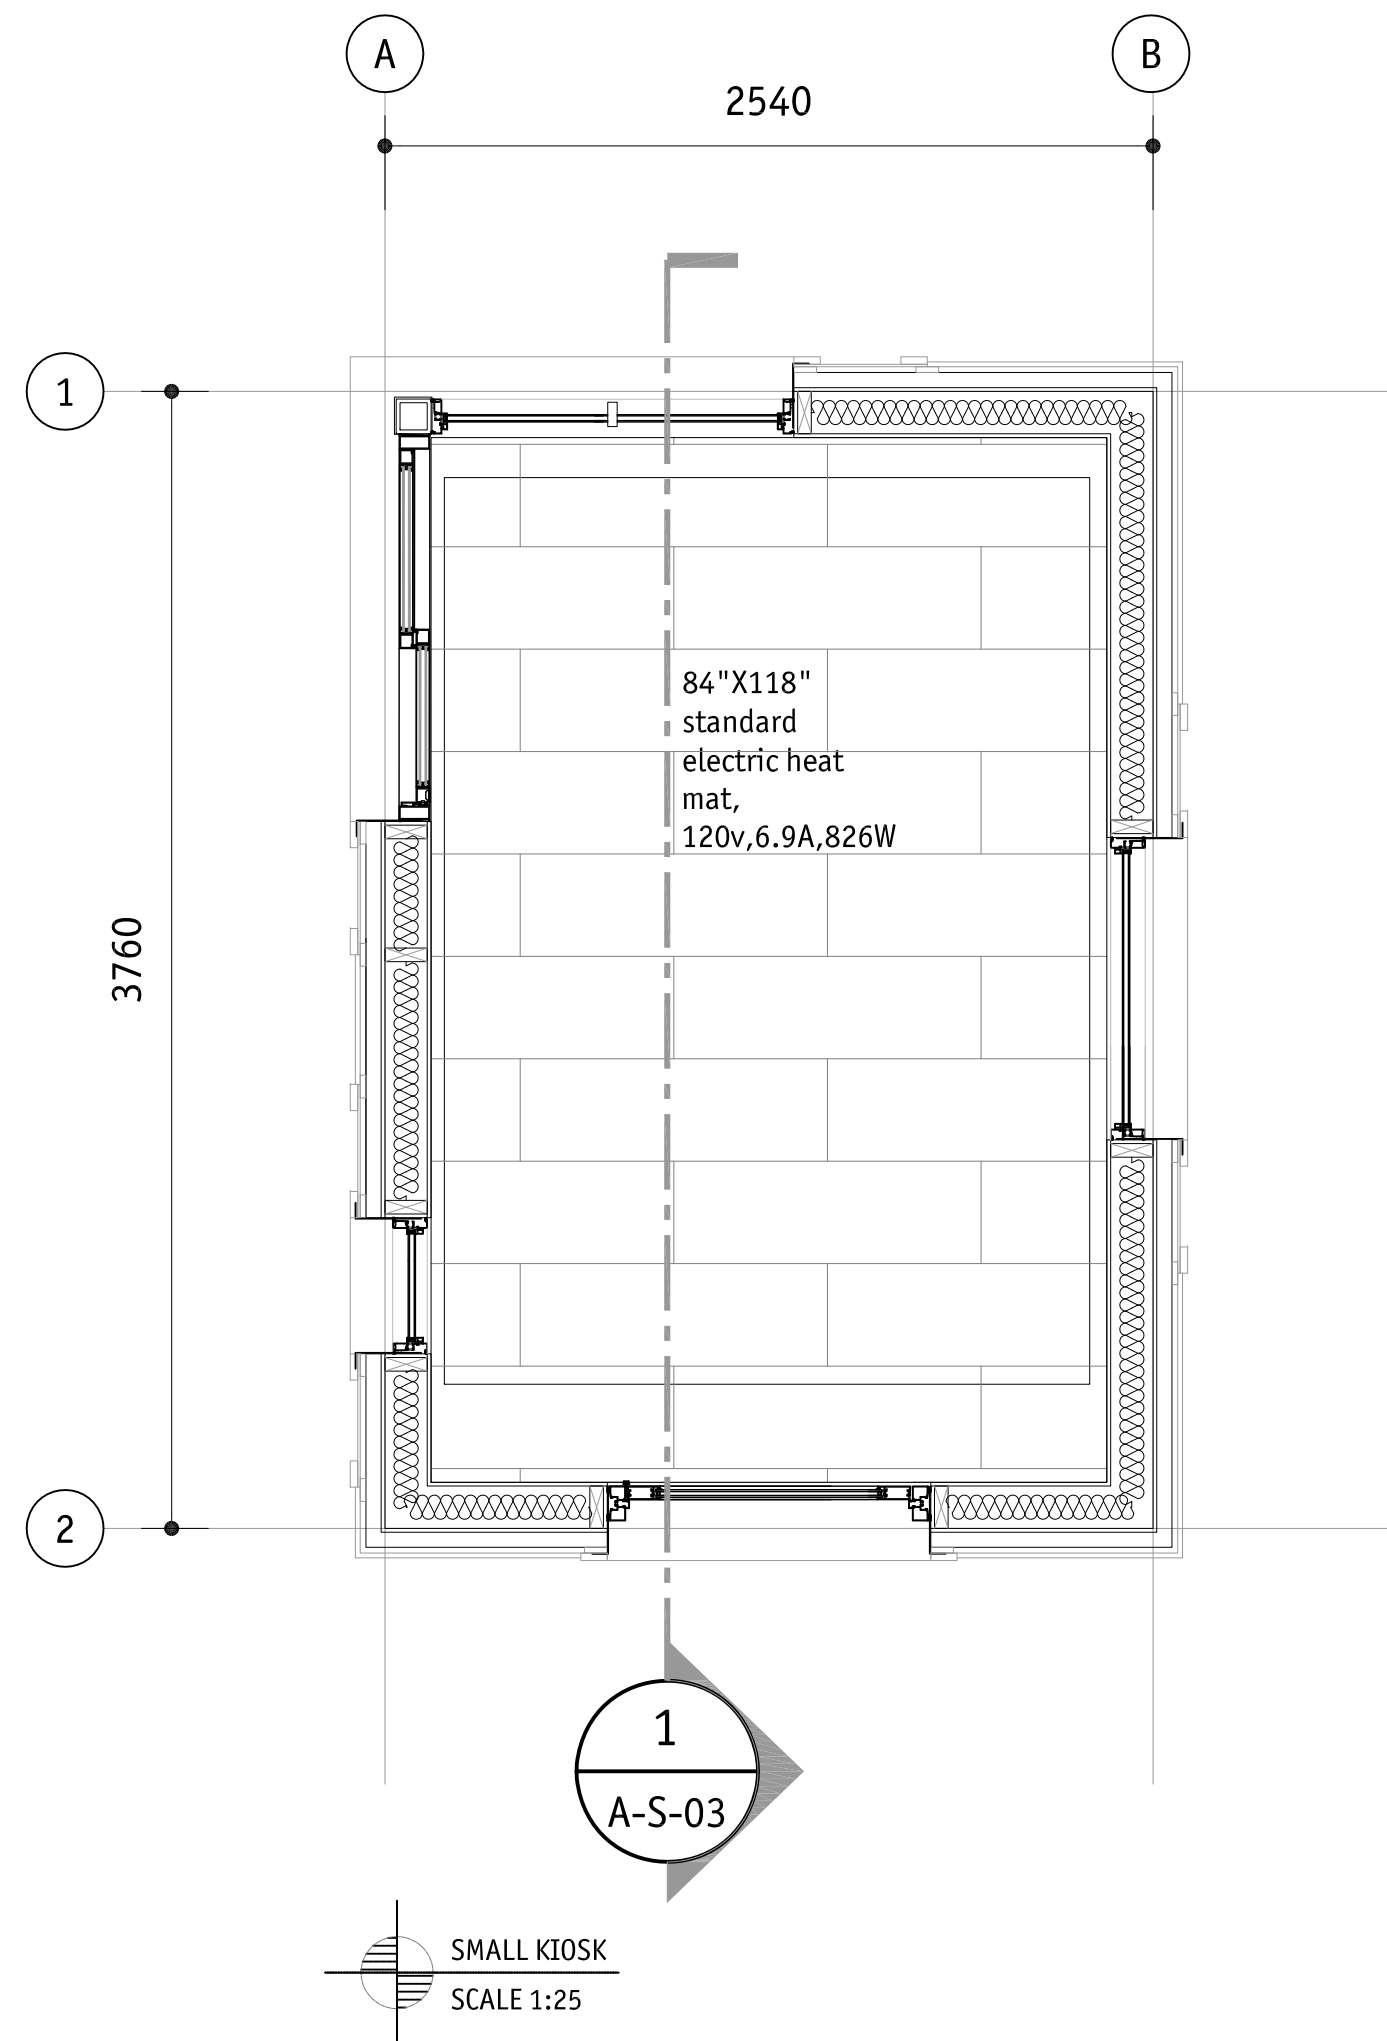 A
B
2540
1
84"X118"
standard
electric heat
mat,
120v,6.9A,826W
3760
2
1
A-S-03
SMALL KIOSK
SCALE 1:25